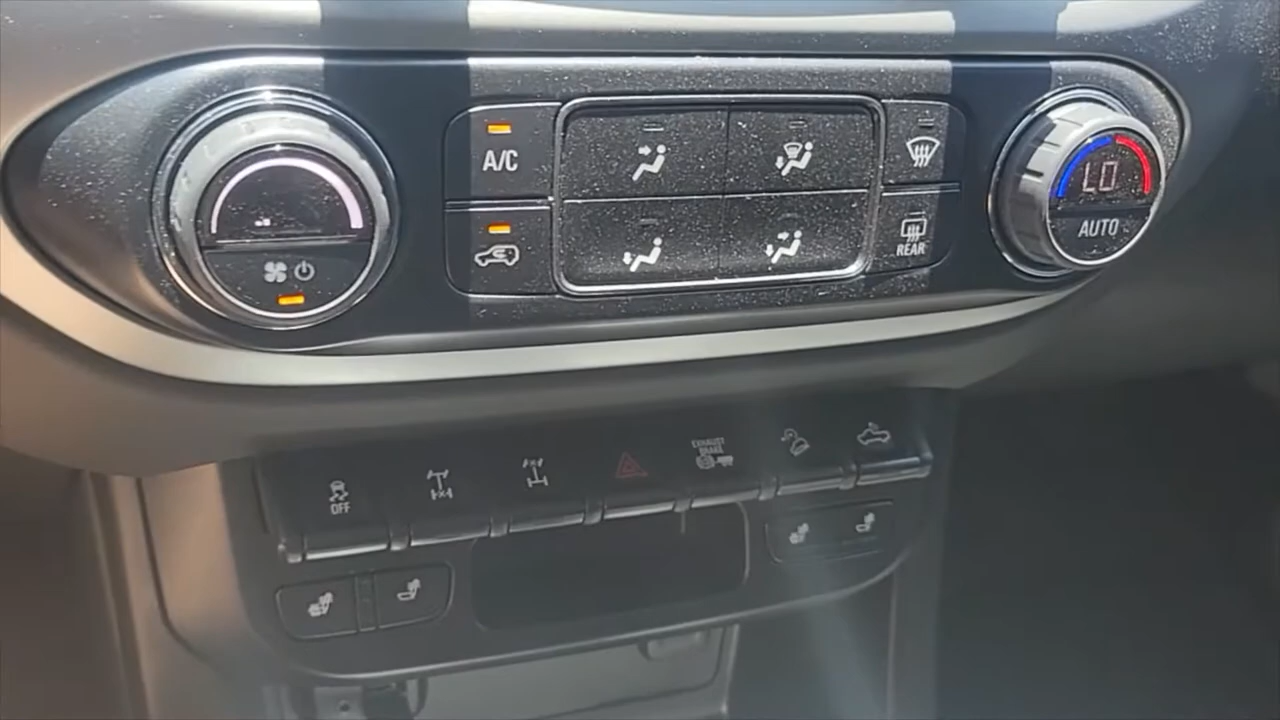 A/C
LO
AUTO
REAR
EXHAUST
BRAKE
OFF